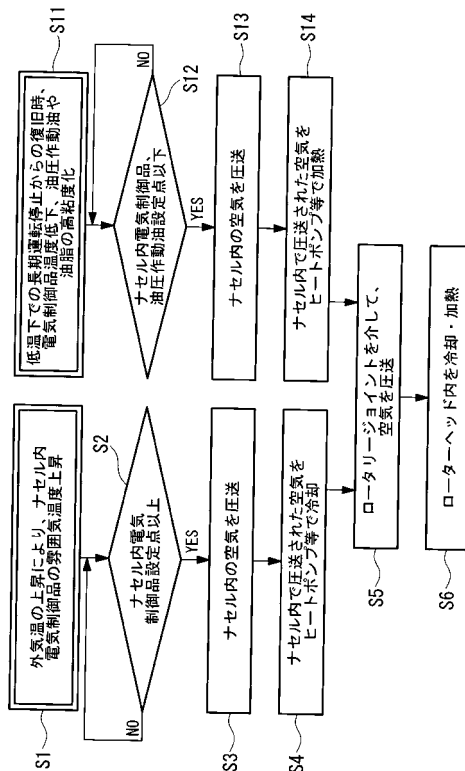 S1
外気温の上昇により、ナセル内
電気制御品の雰囲気温度上昇
S2
ナセル内電気
制御品設定点以上
NO
YES
S3
ナセル内の空気を圧送
S4
ナセル内で圧送された空気を
ヒートポンプ等で冷却
S11
低温下での長期運転停止からの復旧時、
電気制御品温度低下、油圧作動油や
油脂の高粘度化
S12
ナセル内電気制御品、
油圧作動油設定点以下
NO
YES
S13
ナセル内の空気を圧送
S14
ナセル内で圧送された空気を
ヒートポンプ等で加熱
S5
ロータリージョイントを介して、
空気を圧送
S6
ローターヘッド内を冷却・加熱